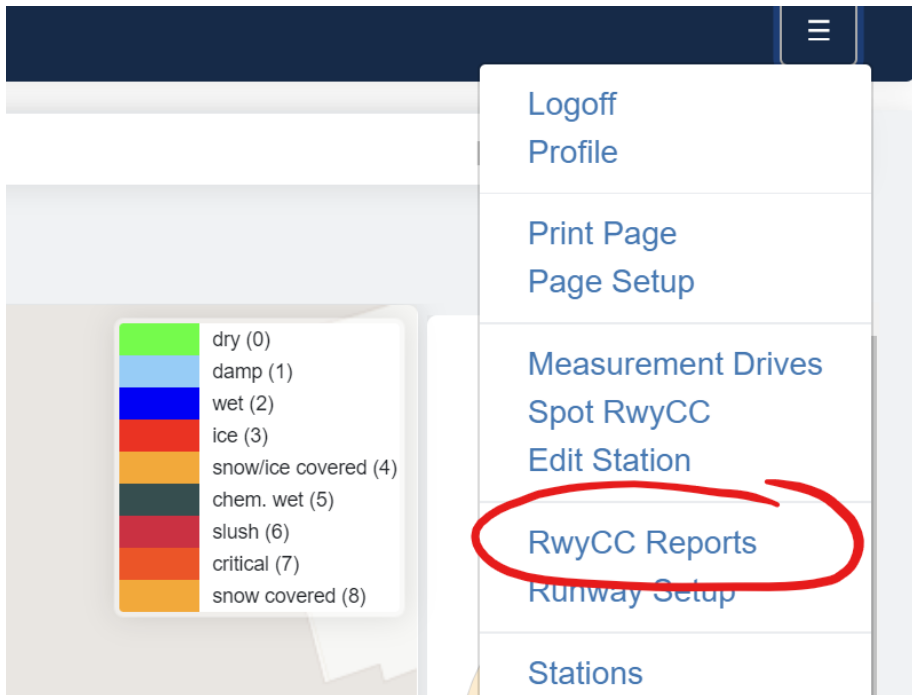 Logoff
Profile
Print Page
Page Setup
dry (0)
damp (1)
wet (2)
ice (3)
snow/ice covered (4)
chem. wet (5)
slush (6)
critical (7)
snow covered (8)
Measurement Drives
Spot RwyCC
Edit Station
RwyCC Reports
Runway Setup
Stations